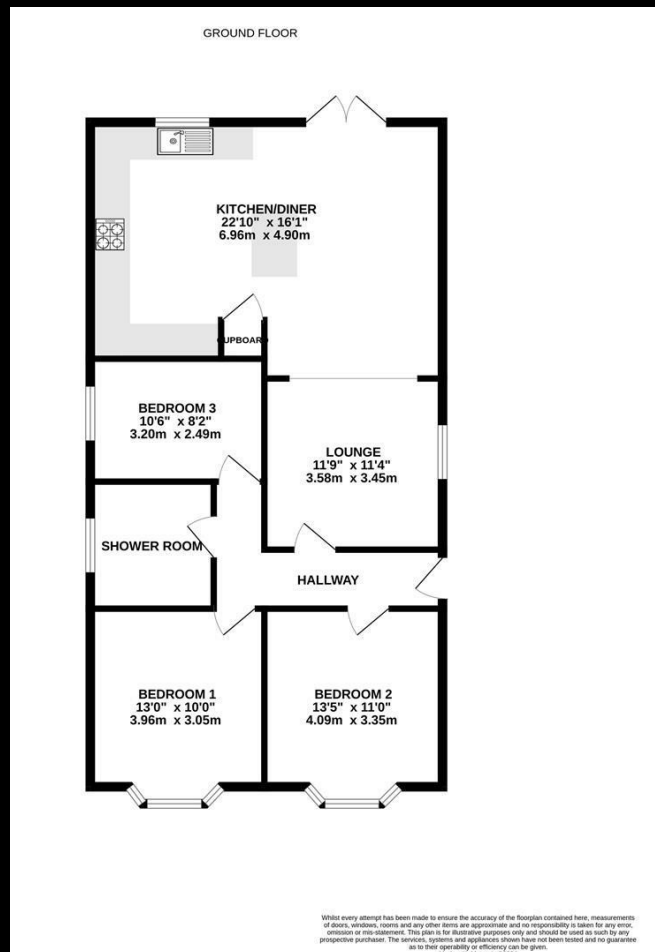 GROUND FLOOR
KITCHEN/DINER
22'10" x 16'1"
6.96m x 4.90m
CUPBOARD
BEDROOM 3
10'6" x 8'2"
3.20m x 2.49m
LOUNGE
11'9" x 11'4"
3.58m x 3.45m
SHOWER ROOM
HALLWAY
BEDROOM 1
13'0" x 10'0"
3.96m x 3.05m
BEDROOM 2
13'5" x 11'0"
4.09m x 3.35m
Whilst every attempt has been made to ensure the accuracy of the floorplan contained here, measurements
of doors, windows, rooms and any other items are approximate and no responsibility is taken for any error,
omission or mis-statement. This plan is for illustrative purposes only and should be used as such by any
prospective purchaser. The services, systems and appliances shown have not been tested and no guarantee
as to their operability or efficiency can be given.